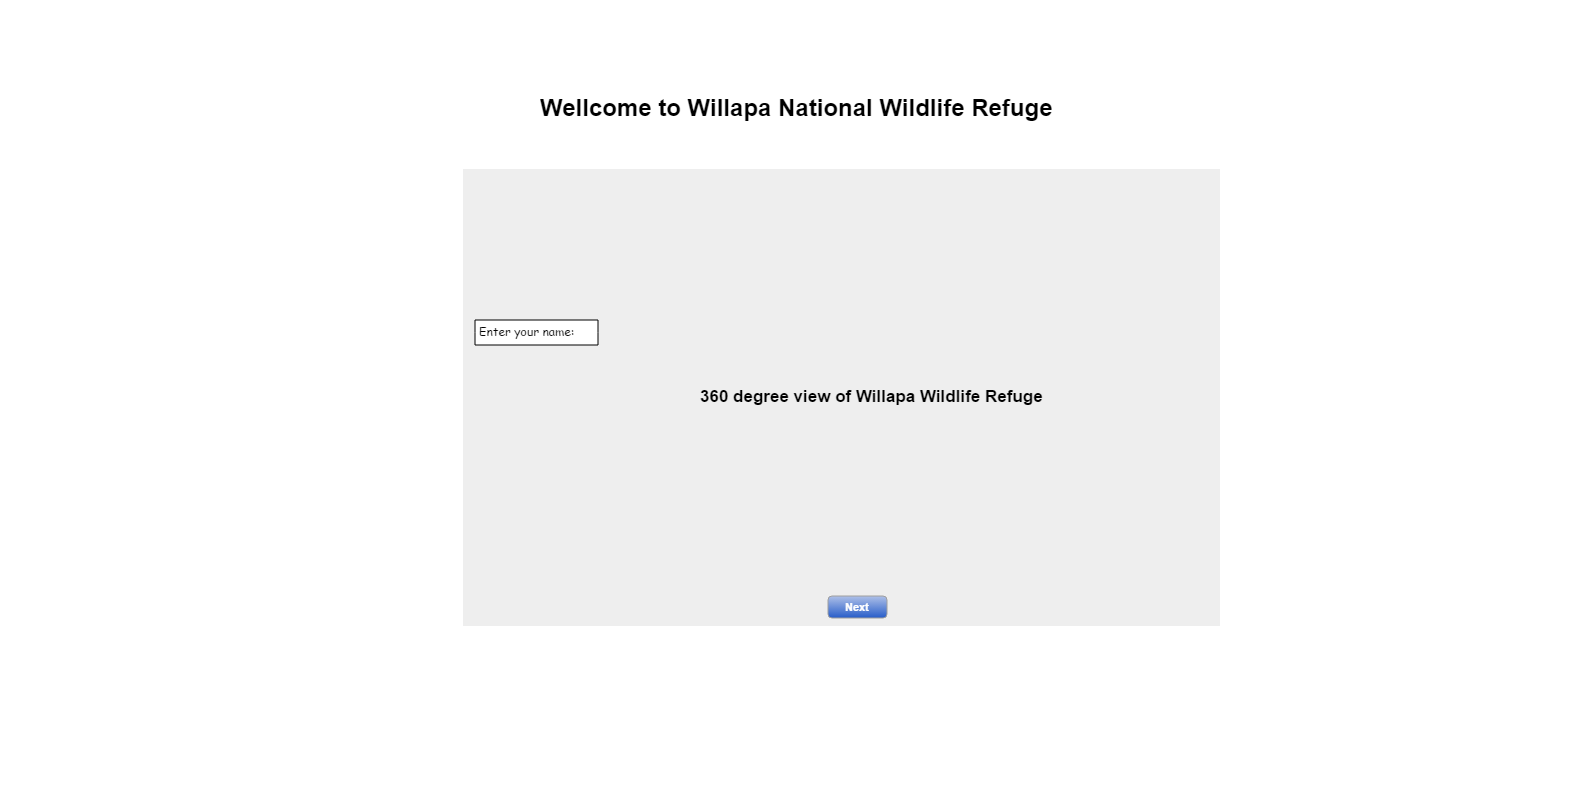 Wellcome to Willapa National Wildlife Refuge
Enter your name:
360 degree view of Willapa Wildlife Refuge
Next